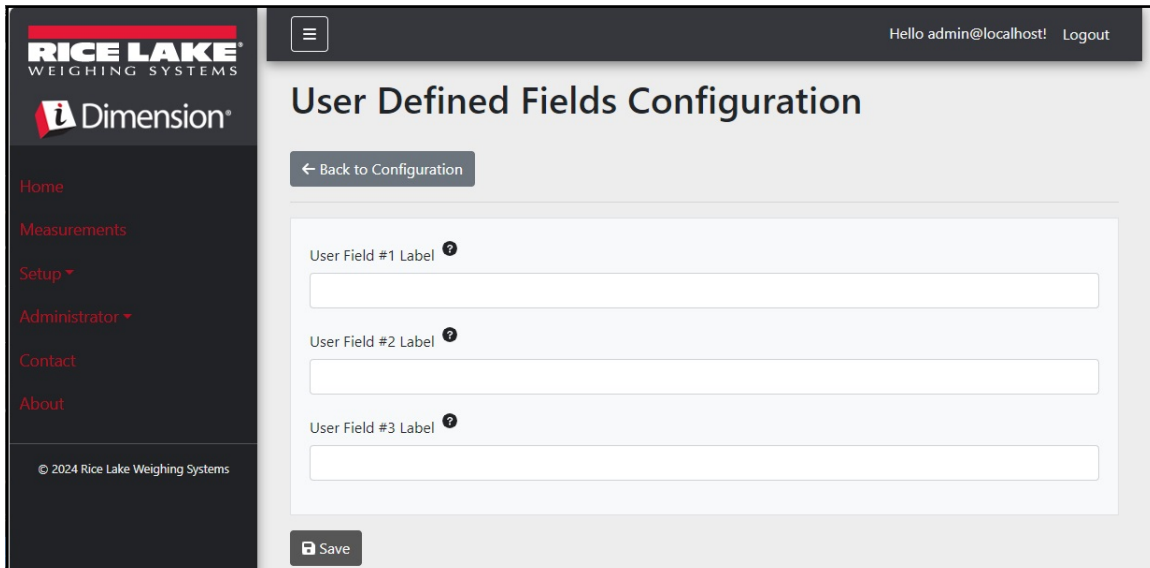 RICE LAKE®
WEIGHING SYSTEMS
i Dimension®
Home
Measurements
Setup
Administrator
Contact
About
© 2024 Rice Lake Weighing Systems
Hello admin@localhost! Logout
User Defined Fields Configuration
← Back to Configuration
User Field #1 Label ?
User Field #2 Label ?
User Field #3 Label ?
Save